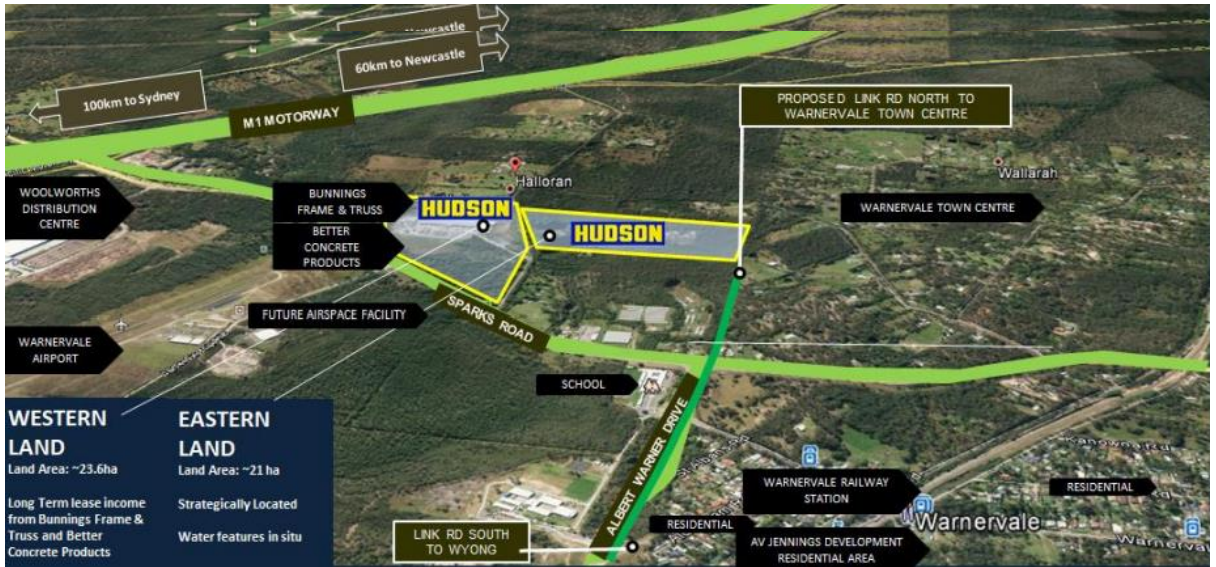 Newcastle
60km to Newcastle
100km to Sydney
M1 MOTORWAY
PROPOSED LINK RD NORTH TO
WARNERVALE TOWN CENTRE
WOOLWORTHS
DISTRIBUTION
CENTRE
BUNNINGS
FRAME & TRUSS
BETTER
CONCRETE
PRODUCTS
Halloran
HUDSON
HUDSON
Wallarah
WARNERVALE TOWN CENTRE
FUTURE AIRSPACE FACILITY
SPARKS ROAD
WARNERVALE
AIRPORT
SCHOOL
ALBERT WARNER DRIVE
WESTERN
LAND
Land Area: ~23.6ha
Long Term lease income
from Bunnings Frame &
Truss and Better
Concrete Products
EASTERN
LAND
Land Area: ~21 ha
Strategically Located
Water features in situ
LINK RD SOUTH
TO WYONG
RESIDENTIAL
WARNERVALE RAILWAY
STATION
AV JENNINGS DEVELOPMENT
RESIDENTIAL AREA
RESIDENTIAL
Kanowna Rd
Warnervale
Warnerv